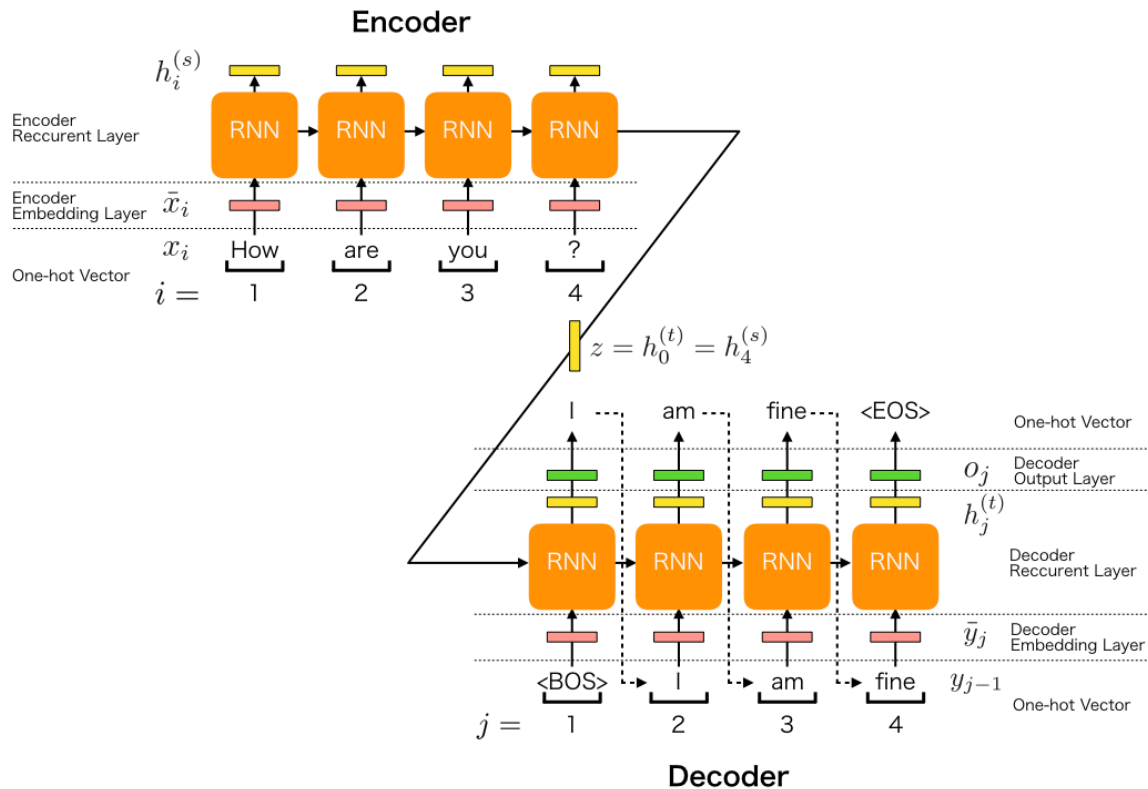 Encoder
h_i^{(s)}
RNN RNN RNN RNN
Encoder
Reccurent Layer
Encoder
Embedding Layer
x̄_i
x_i How are you ?
One-hot Vector
i = 1 2 3 4
z = h_0^{(t)} = h_4^{(s)}
I am fine <EOS>
One-hot Vector
o_j
Decoder
Output Layer
h_j^{(t)}
RNN RNN RNN RNN
Decoder
Reccurent Layer
ȳ_j
Decoder
Embedding Layer
<BOS> I am fine y_{j−1}
One-hot Vector
j = 1 2 3 4
Decoder